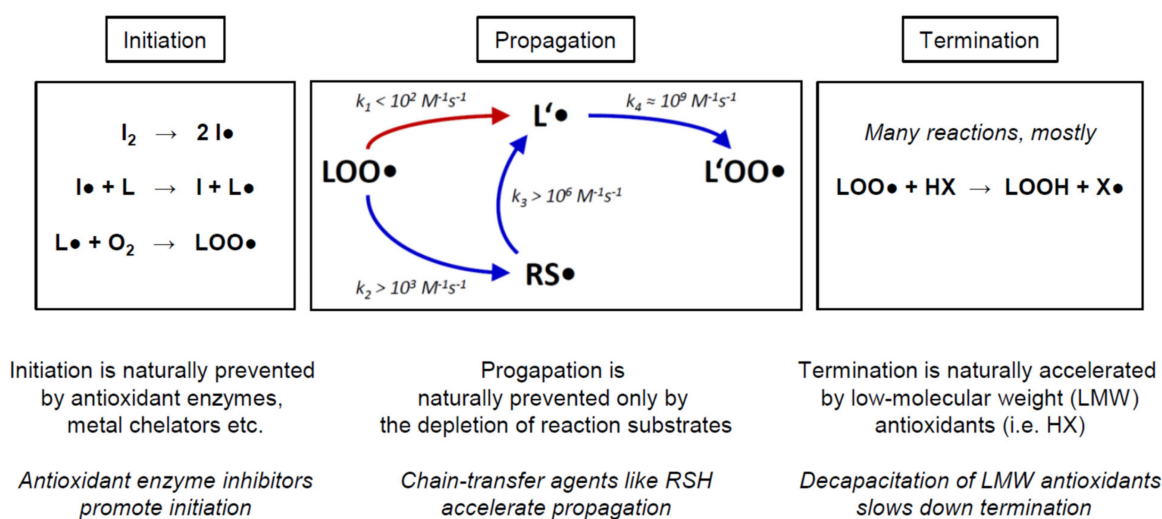 Initiation
I₂ → 2 I●
I● + L → I + L●
L● + O₂ → LOO●
Initiation is naturally prevented
by antioxidant enzymes,
metal chelators etc.
Antioxidant enzyme inhibitors
promote initiation
Propagation
k₁ < 10² M⁻¹s⁻¹
k₄ ≈ 10⁹ M⁻¹s⁻¹
L‘●
LOO●
L‘OO●
k₃ > 10⁶ M⁻¹s⁻¹
RS●
k₂ > 10³ M⁻¹s⁻¹
Progapation is
naturally prevented only by
the depletion of reaction substrates
Chain-transfer agents like RSH
accelerate propagation
Termination
Many reactions, mostly
LOO● + HX → LOOH + X●
Termination is naturally accelerated
by low-molecular weight (LMW)
antioxidants (i.e. HX)
Decapacitation of LMW antioxidants
slows down termination